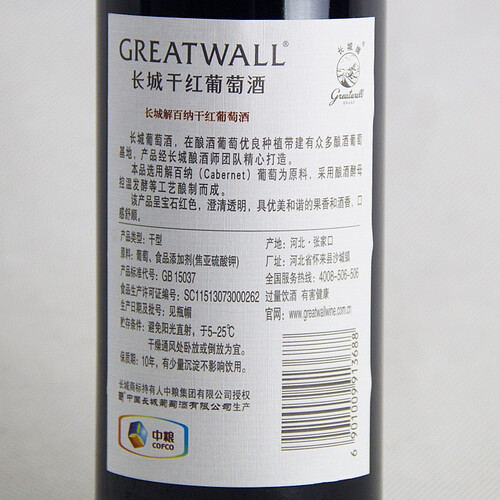 GREATWALL®
长城牌
Greatwall
BRAND
长城干红葡萄酒
长城解百纳干红葡萄酒
长城葡萄酒，在酿酒葡萄优良种植带建有众多酿酒葡萄
基地，产品经长城酿酒师团队精心打造。
本品选用解百纳（Cabernet）葡萄为原料，采用酿酒酵母
控温发酵等工艺酿制而成。
该产品呈宝石红色，澄清透明，具优美和谐的果香和酒香，口
感舒顺。
产品类型：干型
原料：葡萄、食品添加剂(焦亚硫酸钾)
产品标准代号：GB 15037
食品生产许可证编号：SC11513073000262
生产日期及批号：见瓶帽
贮存条件：避免阳光直射，于5-25℃
干燥通风处卧放或倒放为宜。
保质期：10年，有少量沉淀不影响饮用。
产地：河北·张家口
厂址：河北省怀来县沙城镇
全国服务热线：4008-506-506
过量饮酒 有害健康
官网：www.greatwallwine.com.cn
长城商标持有人中粮集团有限公司授权
中国长城葡萄酒有限公司生产
中粮
COFCO
6901009913688